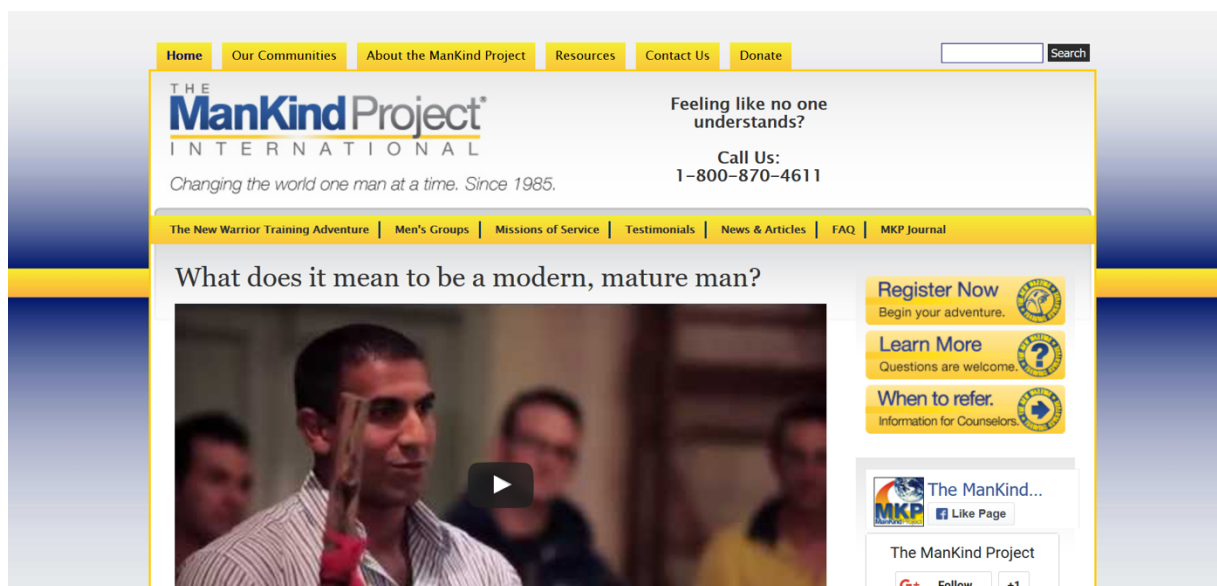 Home Our Communities About the ManKind Project Resources Contact Us Donate Search
THE
ManKind Project®
INTERNATIONAL
Changing the world one man at a time. Since 1985.
Feeling like no one
understands?
Call Us:
1-800-870-4611
The New Warrior Training Adventure | Men's Groups | Missions of Service | Testimonials | News & Articles | FAQ | MKP Journal
What does it mean to be a modern, mature man?
Register Now
Begin your adventure.
Learn More
Questions are welcome.
?
When to refer.
Information for Counselors.
The ManKind...
MKP
ManKind Project
Like Page
The ManKind Project
G+ Follow +1